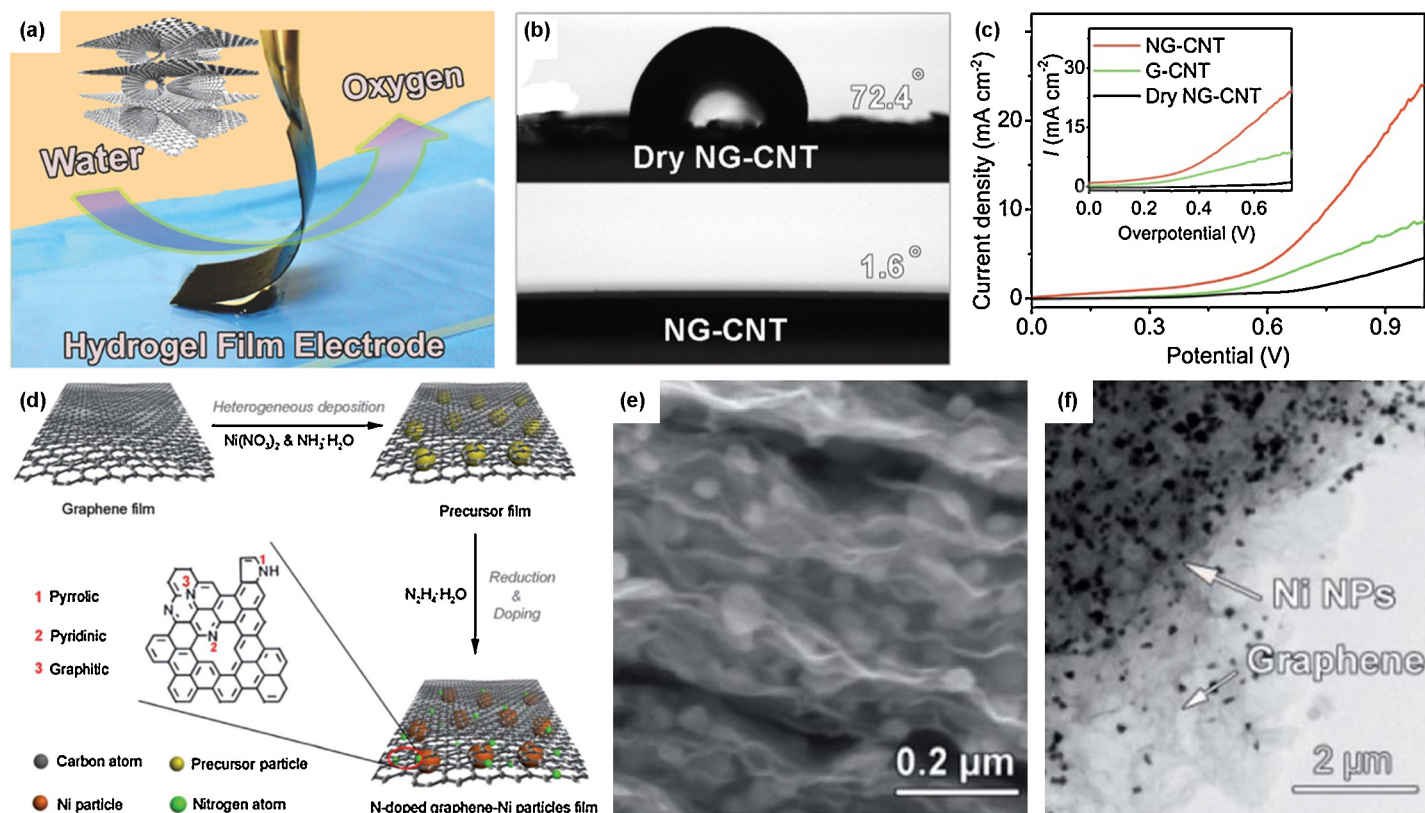 (a)
Water
Oxygen
Hydrogel Film Electrode
(b)
72.4°
Dry NG-CNT
1.6°
NG-CNT
(c)
Current density (mA cm⁻²)
20
10
0
0.0
0.3
0.6
0.9
Potential (V)
NG-CNT
G-CNT
Dry NG-CNT
I (mA cm⁻²)
30
15
0
0.0
0.2
0.4
0.6
Overpotential (V)
(d)
Heterogeneous deposition
Ni(NO₃)₂ & NH₃·H₂O
Graphene film
Precursor film
N₂H₄·H₂O
Reduction
&
Doping
1
NH
3
N
N
N
2
1 Pyrrolic
2 Pyridinic
3 Graphitic
Carbon atom
Precursor particle
Ni particle
Nitrogen atom
N-doped graphene-Ni particles film
(e)
0.2 μm
(f)
Ni NPs
Graphene
2 μm